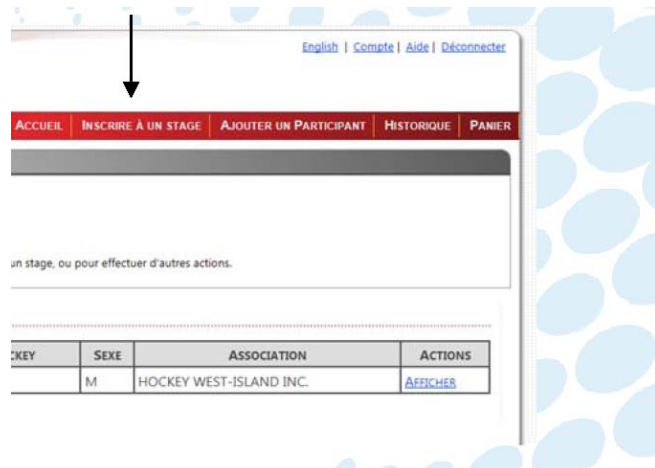 English | Compte | Aide | Déconnecter
ACCUEIL | INSCRIRE À UN STAGE | AJOUTER UN PARTICIPANT | HISTORIQUE | PANIER
un stage, ou pour effectuer d'autres actions.
CKEY SEXE ASSOCIATION ACTIONS
M HOCKEY WEST-ISLAND INC. AFFICHER